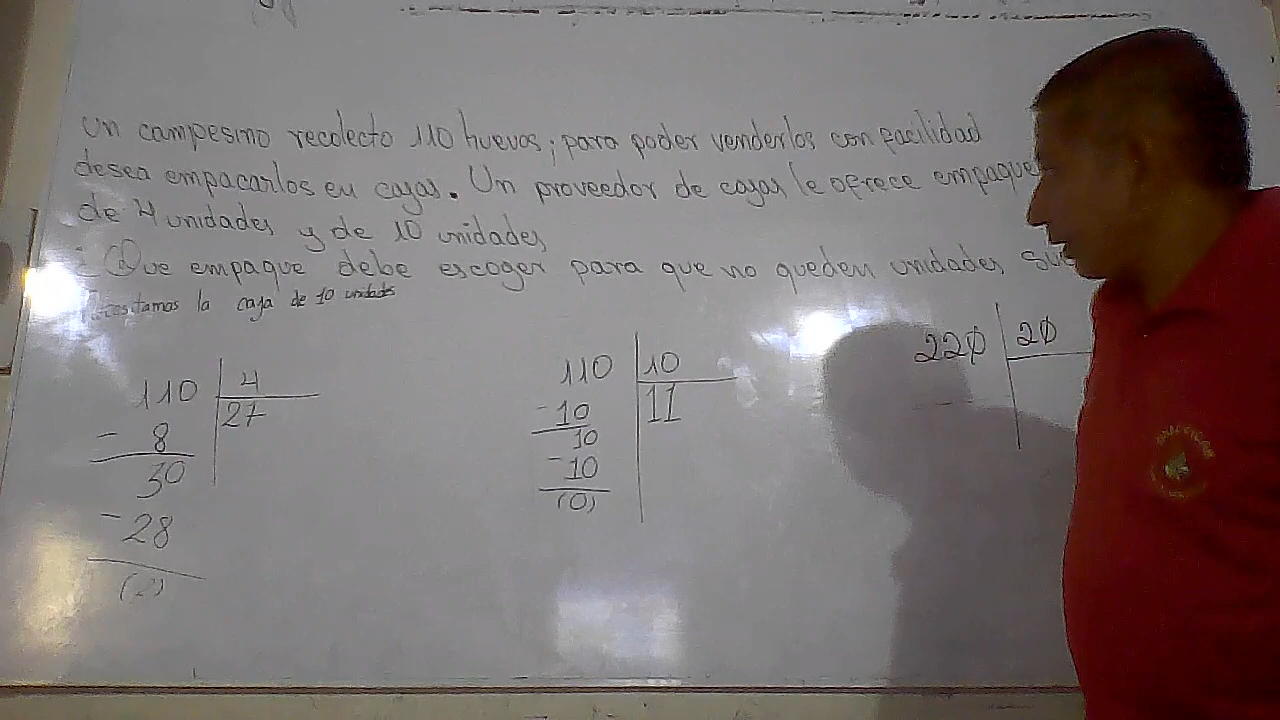 un campesino recolecto 110 huevos; para poder venderlos con facilidad
desea empacarlos en cajas. Un proveedor de cajas le ofrece empaque
de 4 unidades y de 10 unidades
¿Que empaque debe escoger para que no queden unidades
la caja de 10 unidades
110 4
27
- 8
30
- 28
(2)
110 10
11
- 10
10
- 10
(0)
220 20